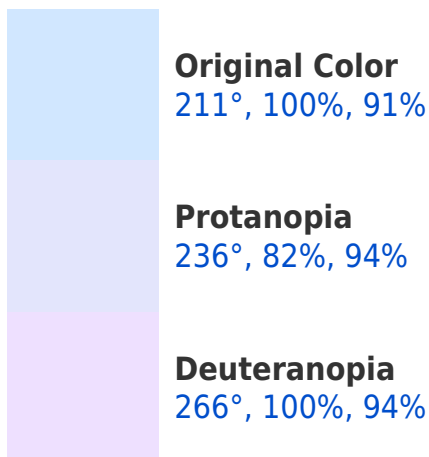 Original Color
211°, 100%, 91%
Protanopia
236°, 82%, 94%
Deuteranopia
266°, 100%, 94%